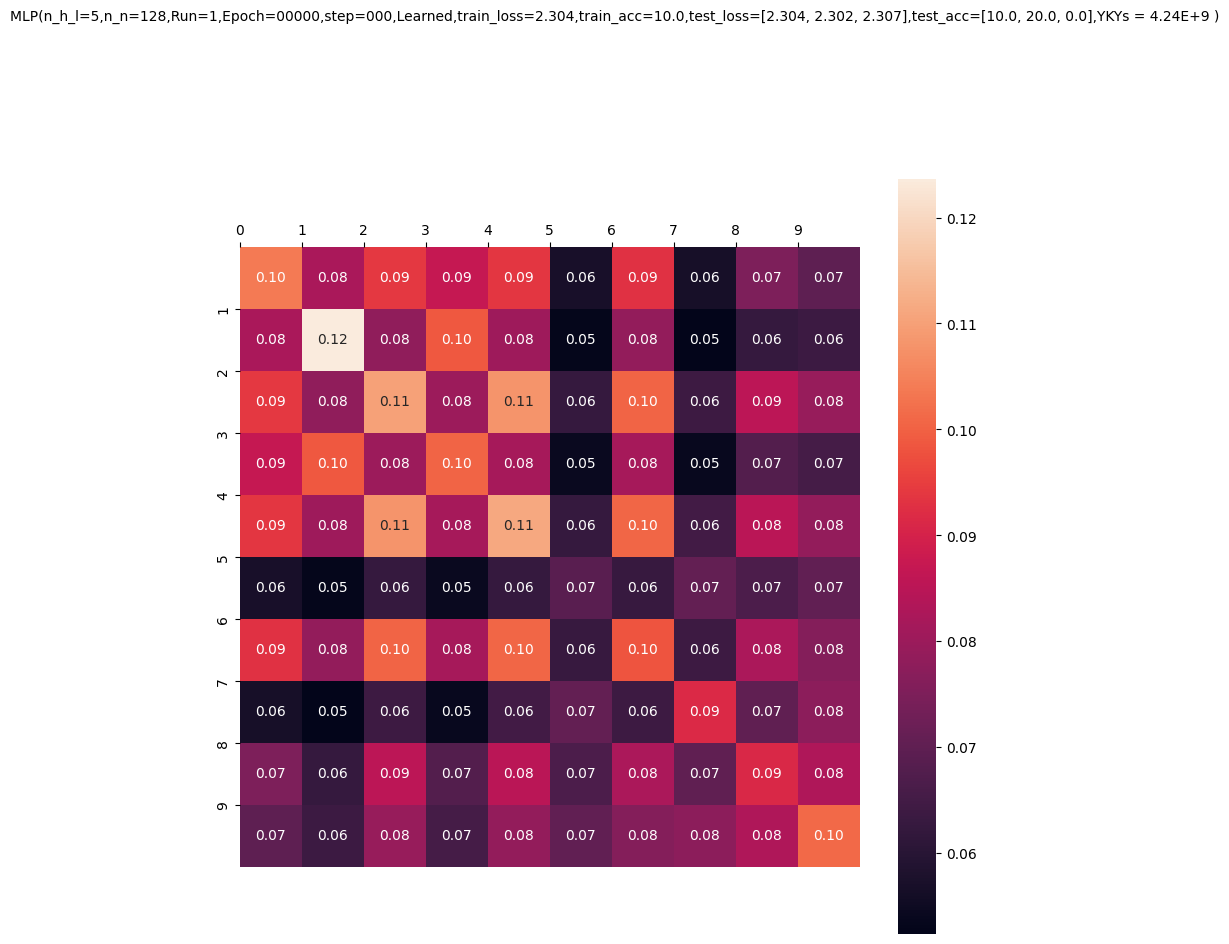 MLP(n_h_l=5,n_n=128,Run=1,Epoch=00000,step=000,Learned,train_loss=2.304,train_acc=10.0,test_loss=[2.304, 2.302, 2.307],test_acc=[10.0, 20.0, 0.0],YKYs = 4.24E+9 )
0 1 2 3 4 5 6 7 8 9
0.10 0.08 0.09 0.09 0.09 0.06 0.09 0.06 0.07 0.07
1
0.08 0.12 0.08 0.10 0.08 0.05 0.08 0.05 0.06 0.06
2
0.09 0.08 0.11 0.08 0.11 0.06 0.10 0.06 0.09 0.08
3
0.09 0.10 0.08 0.10 0.08 0.05 0.08 0.05 0.07 0.07
4
0.09 0.08 0.11 0.08 0.11 0.06 0.10 0.06 0.08 0.08
5
0.06 0.05 0.06 0.05 0.06 0.07 0.06 0.07 0.07 0.07
6
0.09 0.08 0.10 0.08 0.10 0.06 0.10 0.06 0.08 0.08
7
0.06 0.05 0.06 0.05 0.06 0.07 0.06 0.09 0.07 0.08
8
0.07 0.06 0.09 0.07 0.08 0.07 0.08 0.07 0.09 0.08
9
0.07 0.06 0.08 0.07 0.08 0.07 0.08 0.08 0.08 0.10
0.12
0.11
0.10
0.09
0.08
0.07
0.06